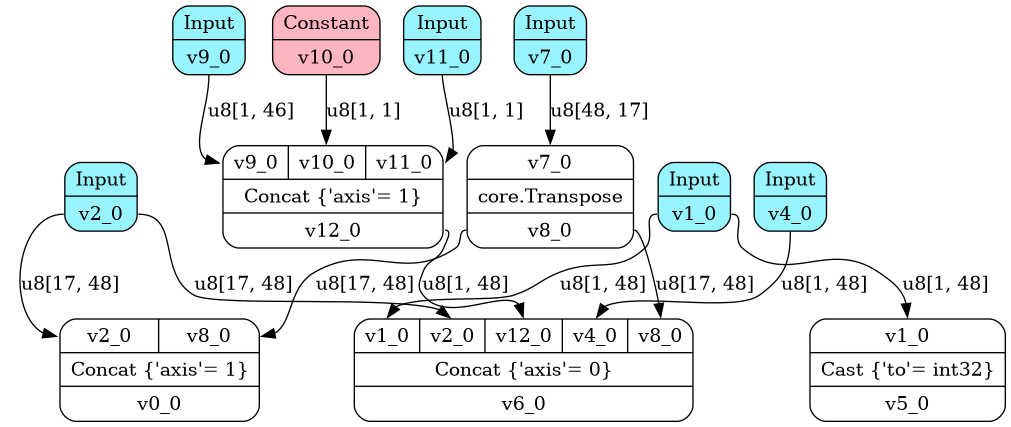 Input
v9_0
Constant
v10_0
Input
v11_0
Input
v7_0
u8[1, 46]
u8[1, 1]
u8[1, 1]
u8[48, 17]
v9_0 v10_0 v11_0
Concat {'axis'= 1}
v12_0
v7_0
core.Transpose
v8_0
Input
v2_0
Input
v1_0
Input
v4_0
u8[17, 48]
u8[17, 48]
u8[17, 48]
u8[1, 48]
u8[1, 48]
u8[17, 48]
u8[1, 48]
u8[1, 48]
v2_0 v8_0
Concat {'axis'= 1}
v0_0
v1_0 v2_0 v12_0 v4_0 v8_0
Concat {'axis'= 0}
v6_0
v1_0
Cast {'to'= int32}
v5_0